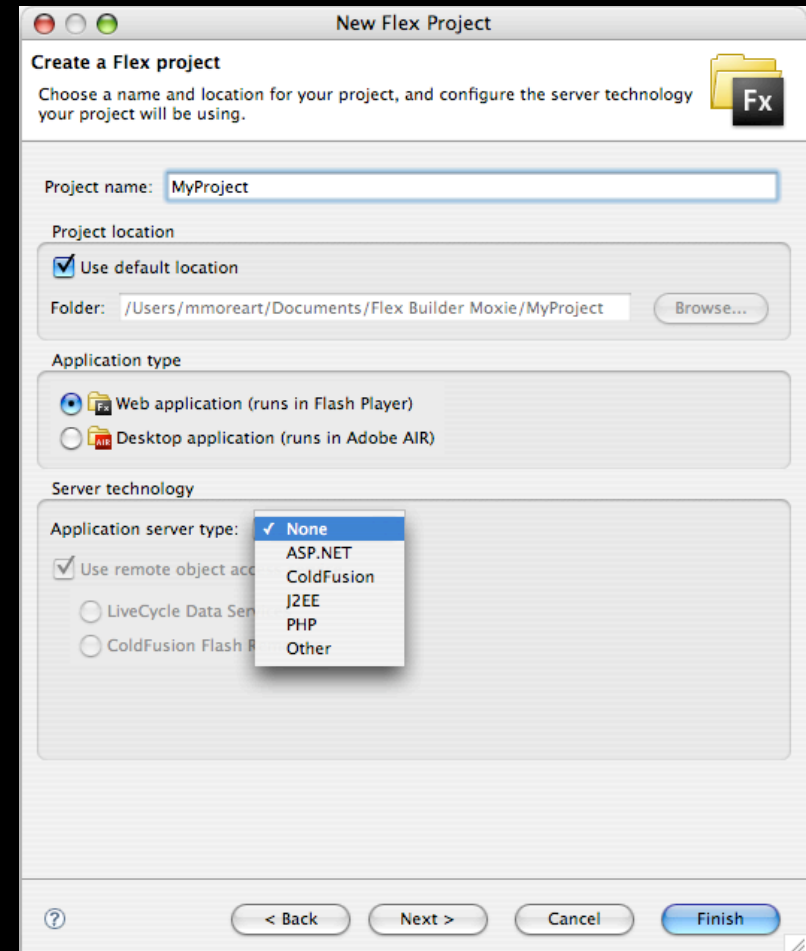 New Flex Project
Create a Flex project
Choose a name and location for your project, and configure the server technology
your project will be using.
Fx
Project name: MyProject
Project location
Use default location
Folder: /Users/mmoreart/Documents/Flex Builder Moxie/MyProject Browse...
Application type
Fx Web application (runs in Flash Player)
AIR Desktop application (runs in Adobe AIR)
Server technology
Application server type: ✓ None
ASP.NET
Use remote object acc
ColdFusion
J2EE
LiveCycle Data Ser
PHP
ColdFusion Flash R
Other
? < Back Next > Cancel Finish